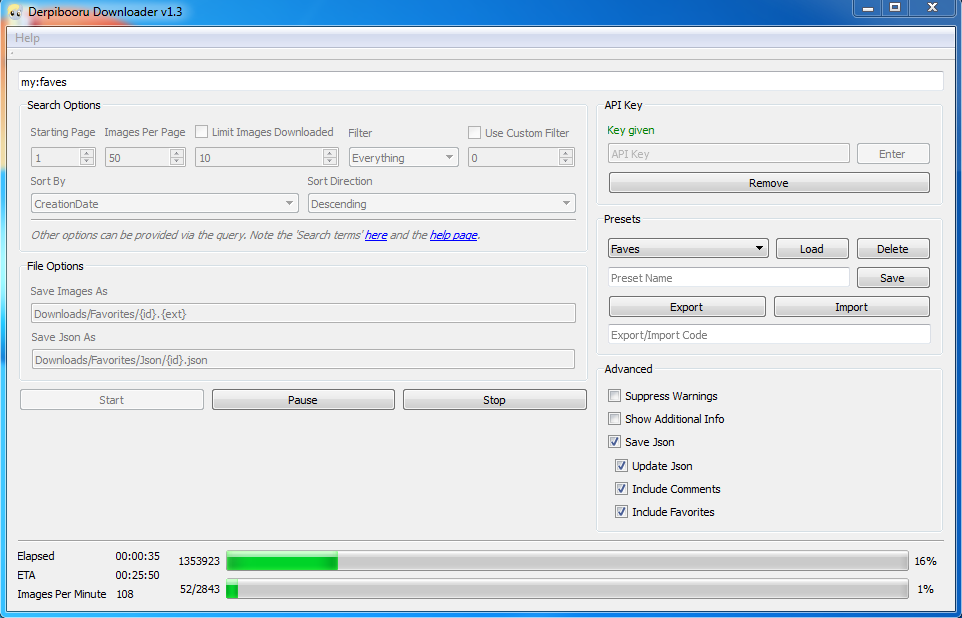 Derpibooru Downloader v1.3
Help
my:faves
Search Options
Starting Page Images Per Page Limit Images Downloaded Filter Use Custom Filter
1 50 10 Everything 0
Sort By Sort Direction
CreationDate Descending
Other options can be provided via the query. Note the 'Search terms' here and the help page.
File Options
Save Images As
Downloads/Favorites/{id}.{ext}
Save Json As
Downloads/Favorites/Json/{id}.json
Start Pause Stop
API Key
Key given
API Key Enter
Remove
Presets
Faves Load Delete
Preset Name Save
Export Import
Export/Import Code
Advanced
Suppress Warnings
Show Additional Info
Save Json
Update Json
Include Comments
Include Favorites
Elapsed 00:00:35
ETA 00:25:50
Images Per Minute 108
1353923 16%
52/2843 1%